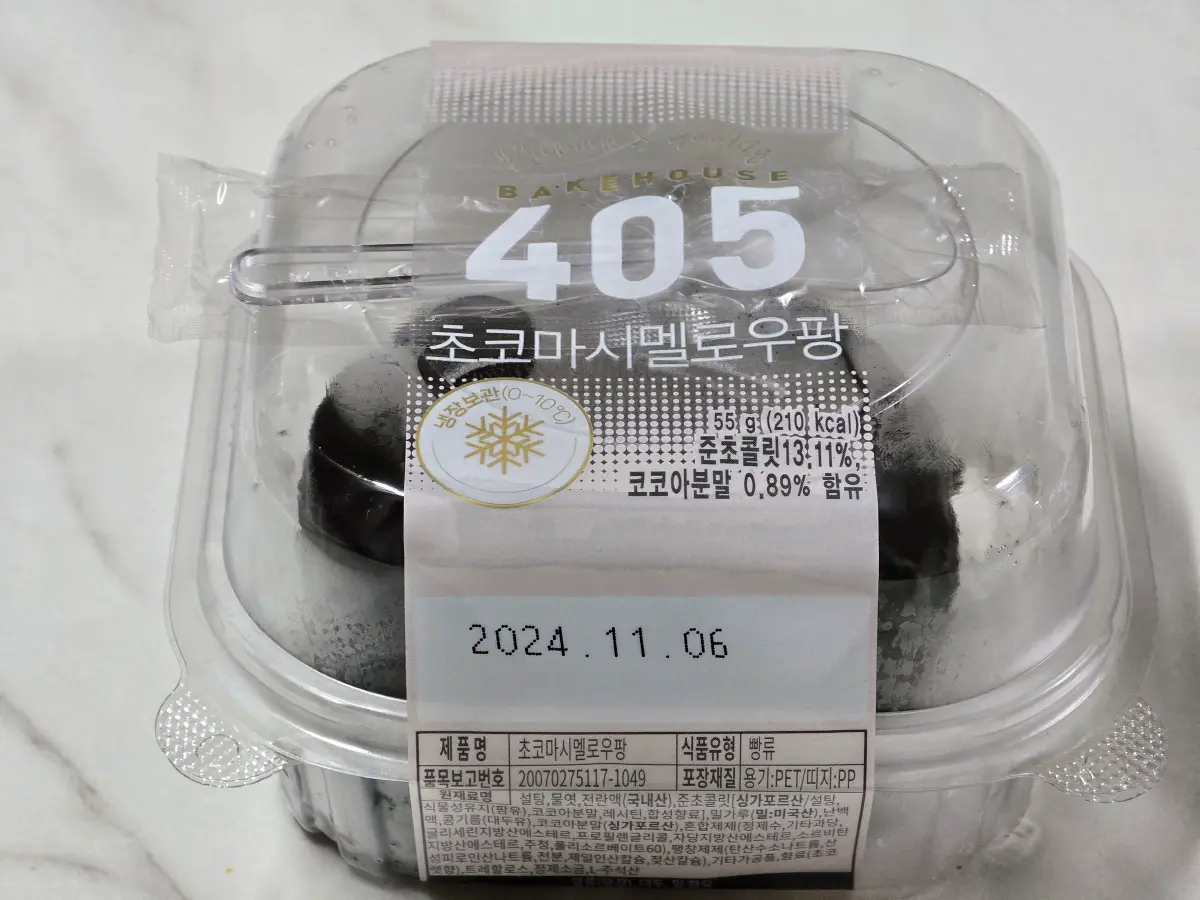 BAKEHOUSE
405
초코마시멜로우팡
냉장보관(0~10℃)
55 g (210 kcal)
준초콜릿13.11%,
코코아분말 0.89% 함유
2024.11.06
제품명 초코마시멜로우팡 식품유형 빵류
품목보고번호 20070275117-1049 포장재질 용기:PET/띠지:PP
원재료명 설탕,물엿,전란액(국내산),준초콜릿[싱가포르산/설탕,
식물성유지(팜유),코코아분말,레시틴,합성향료],밀가루(밀:미국산),난백
액,콩기름(대두유),코코아분말(싱가포르산),혼합제제(정제수,기타과당,
글리세린지방산에스테르,프로필렌글리콜,자당지방산에스테르,소르비탄
지방산에스테르,주정,폴리소르베이트60),팽창제제(탄산수소나트륨,산
성피로인산나트륨,전분,제일인산칼슘,젖산칼슘),기타가공품,향료(초코
렛향),트레할로스,정제소금,L-주석산